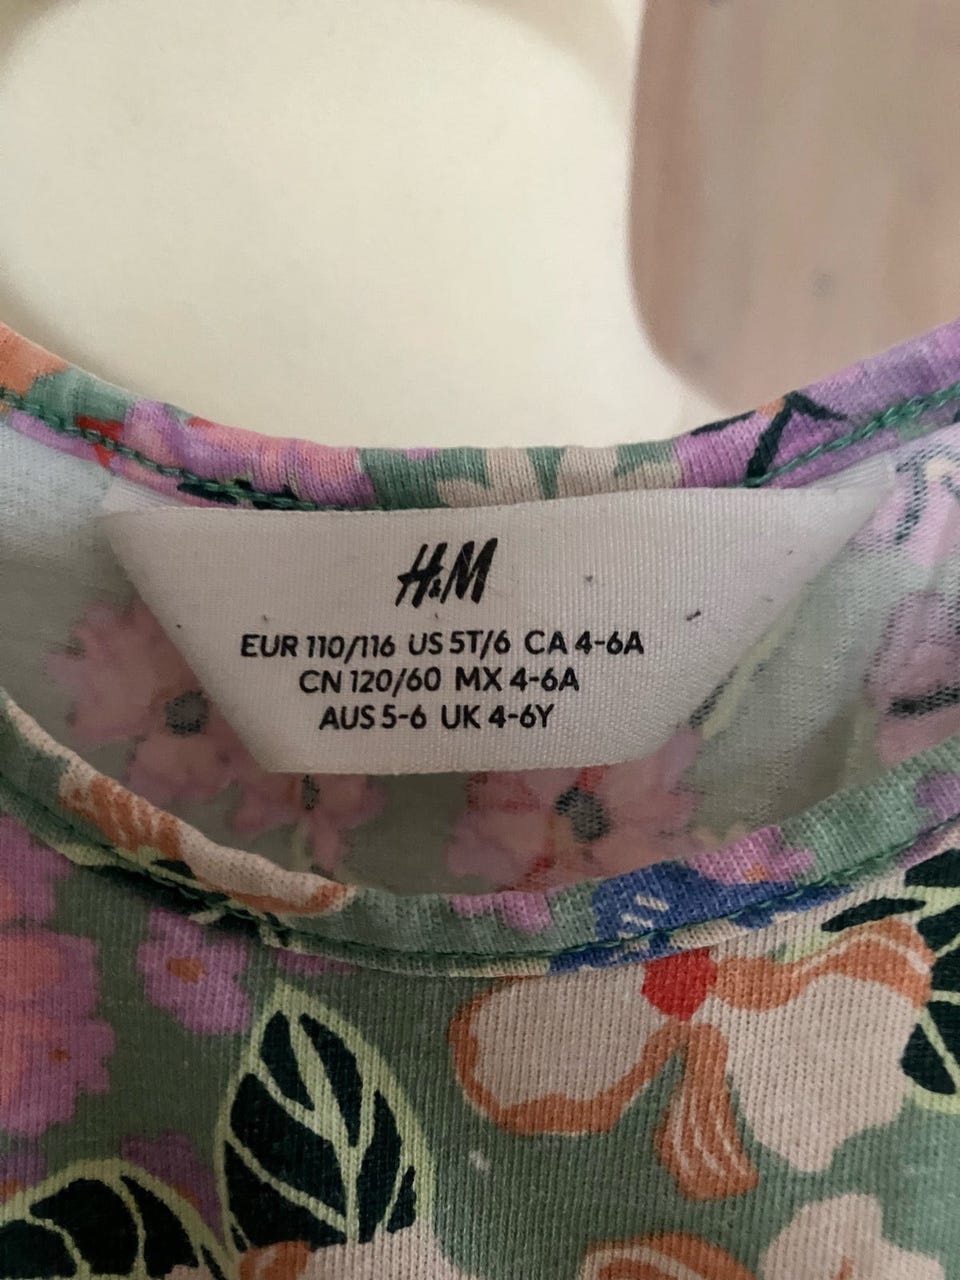 H&M
EUR 110/116 US 5T/6 CA 4-6A
CN 120/60 MX 4-6A
AUS 5-6 UK 4-6Y